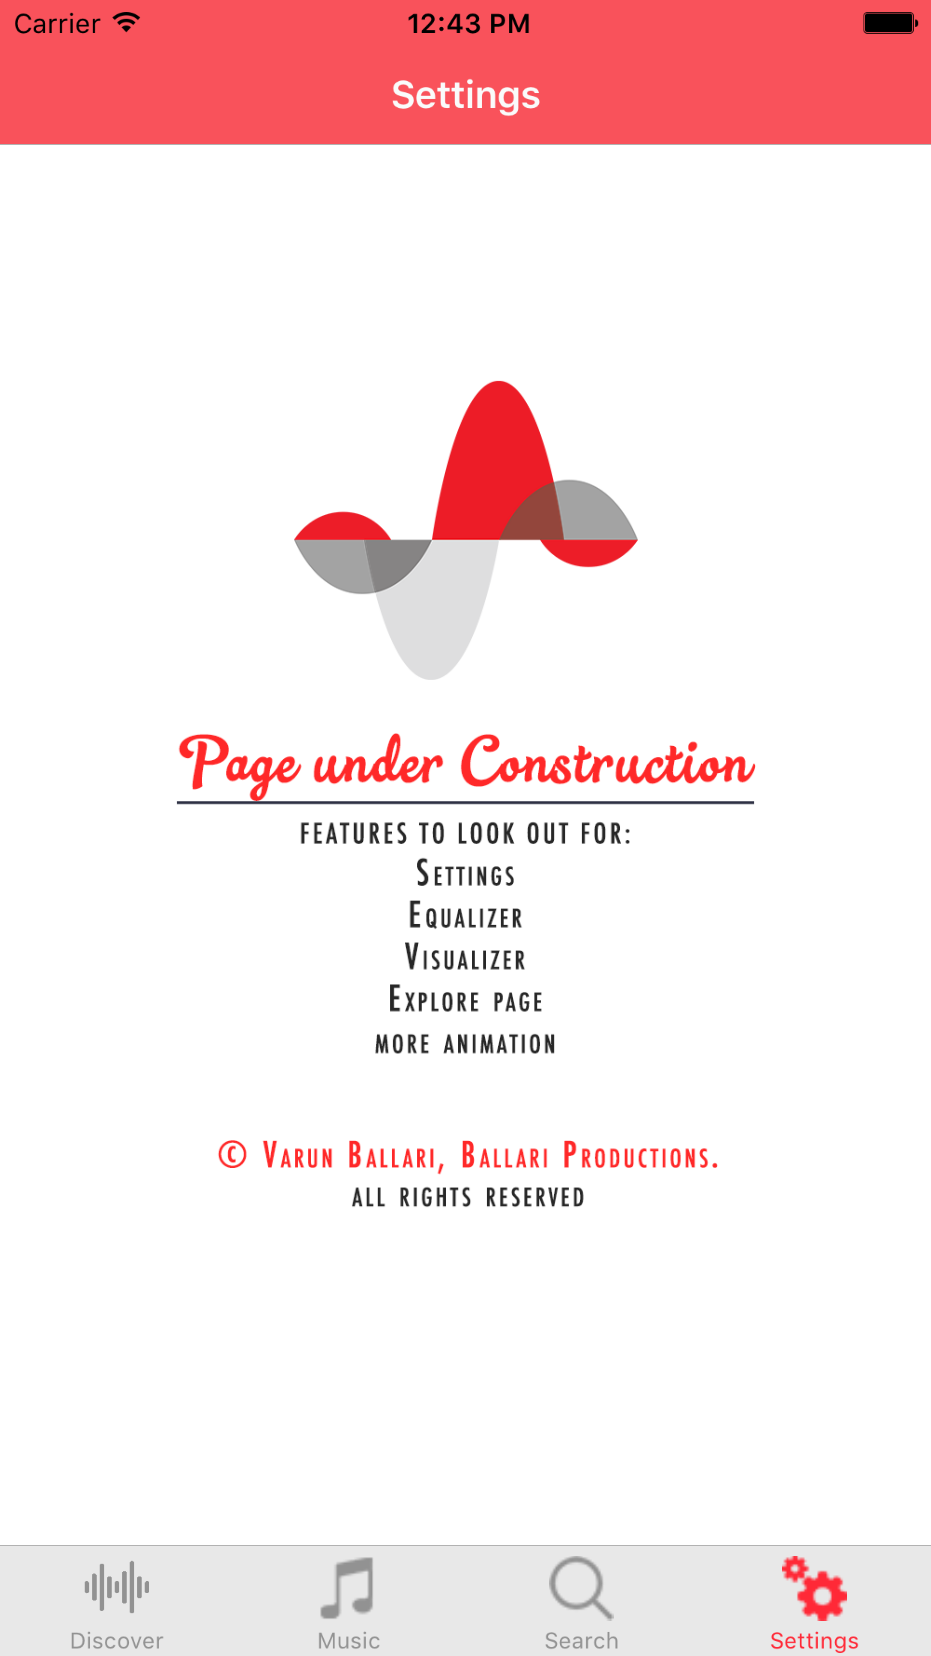 Carrier 12:43 PM
Settings
Page under Construction
FEATURES TO LOOK OUT FOR:
SETTINGS
EQUALIZER
VISUALIZER
EXPLORE PAGE
MORE ANIMATION
© VARUN BALLARI, BALLARI PRODUCTIONS.
ALL RIGHTS RESERVED
Discover Music Search Settings